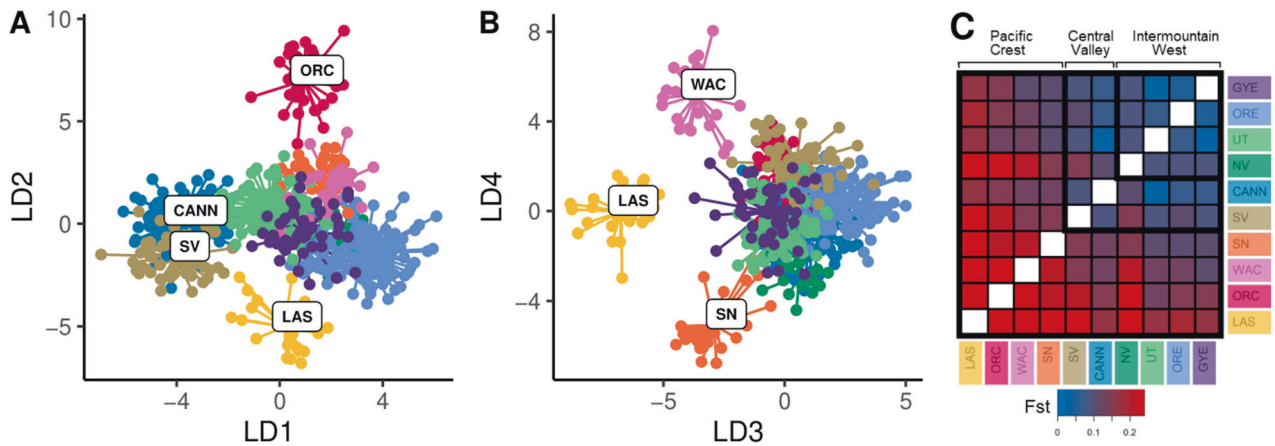 A
10
5
0
−5
−4
0
4
LD2
LD1
ORC
CANN
SV
LAS
B
8
4
0
−4
−5
0
5
LD4
LD3
WAC
LAS
SN
C
Pacific
Crest
Central
Valley
Intermountain
West
GYE
ORE
UT
NV
CANN
SV
SN
WAC
ORC
LAS
LAS
ORC
WAC
SN
SV
CANN
NV
UT
ORE
GYE
Fst
0
0.1
0.2